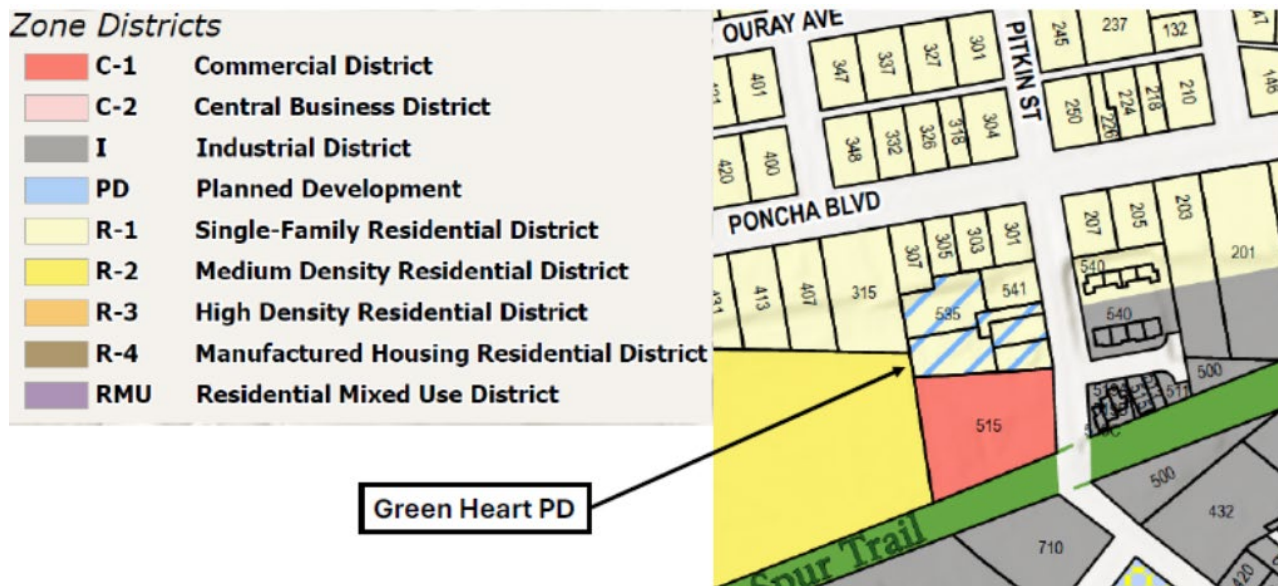 Zone Districts
C-1 Commercial District
C-2 Central Business District
I Industrial District
PD Planned Development
R-1 Single-Family Residential District
R-2 Medium Density Residential District
R-3 High Density Residential District
R-4 Manufactured Housing Residential District
RMU Residential Mixed Use District
Green Heart PD
OURAY AVE
PITKIN ST
PONCHA BLVD
Spur Trail
245
237
132
347
337
327
301
401
250
226
224
218
210
146
348
332
326
318
304
420
400
207
205
203
201
307
305
303
301
413
407
315
540
541
535
540
500
515
500
432
710
420